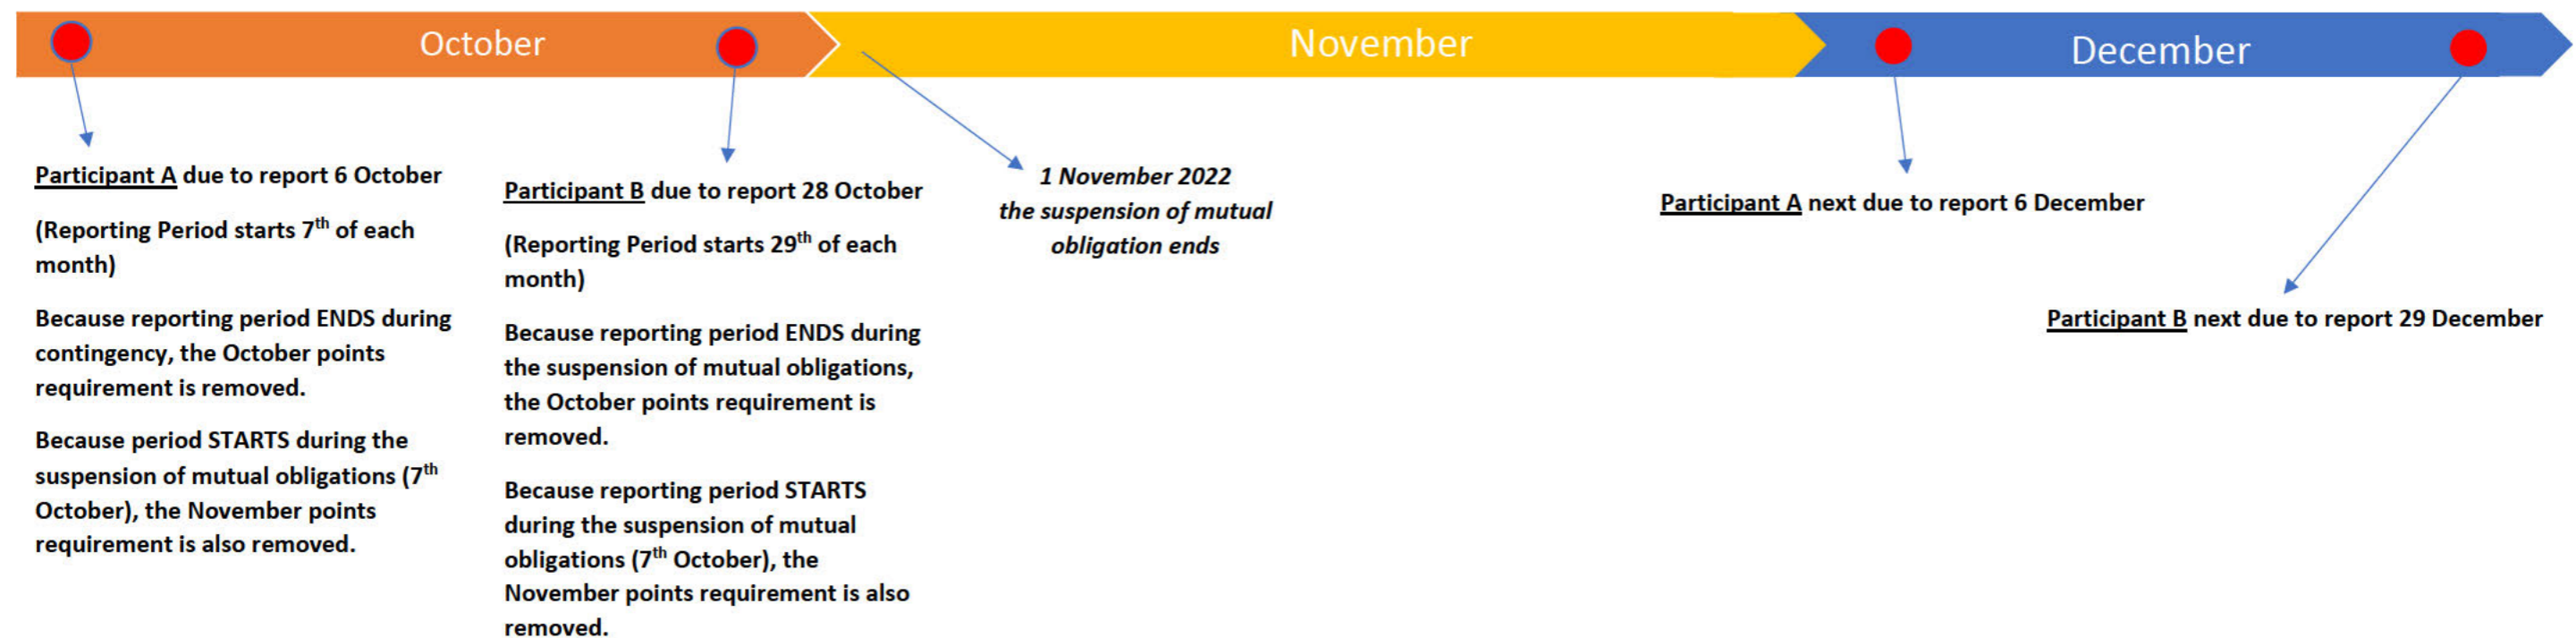 October
November
December
Participant A due to report 6 October
(Reporting Period starts 7th of each
month)
Because reporting period ENDS during
contingency, the October points
requirement is removed.
Because period STARTS during the
suspension of mutual obligations (7th
October), the November points
requirement is also removed.
Participant B due to report 28 October
(Reporting Period starts 29th of each
month)
Because reporting period ENDS during
the suspension of mutual obligations,
the October points requirement is
removed.
Because reporting period STARTS
during the suspension of mutual
obligations (7th October), the
November points requirement is also
removed.
1 November 2022
the suspension of mutual
obligation ends
Participant A next due to report 6 December
Participant B next due to report 29 December